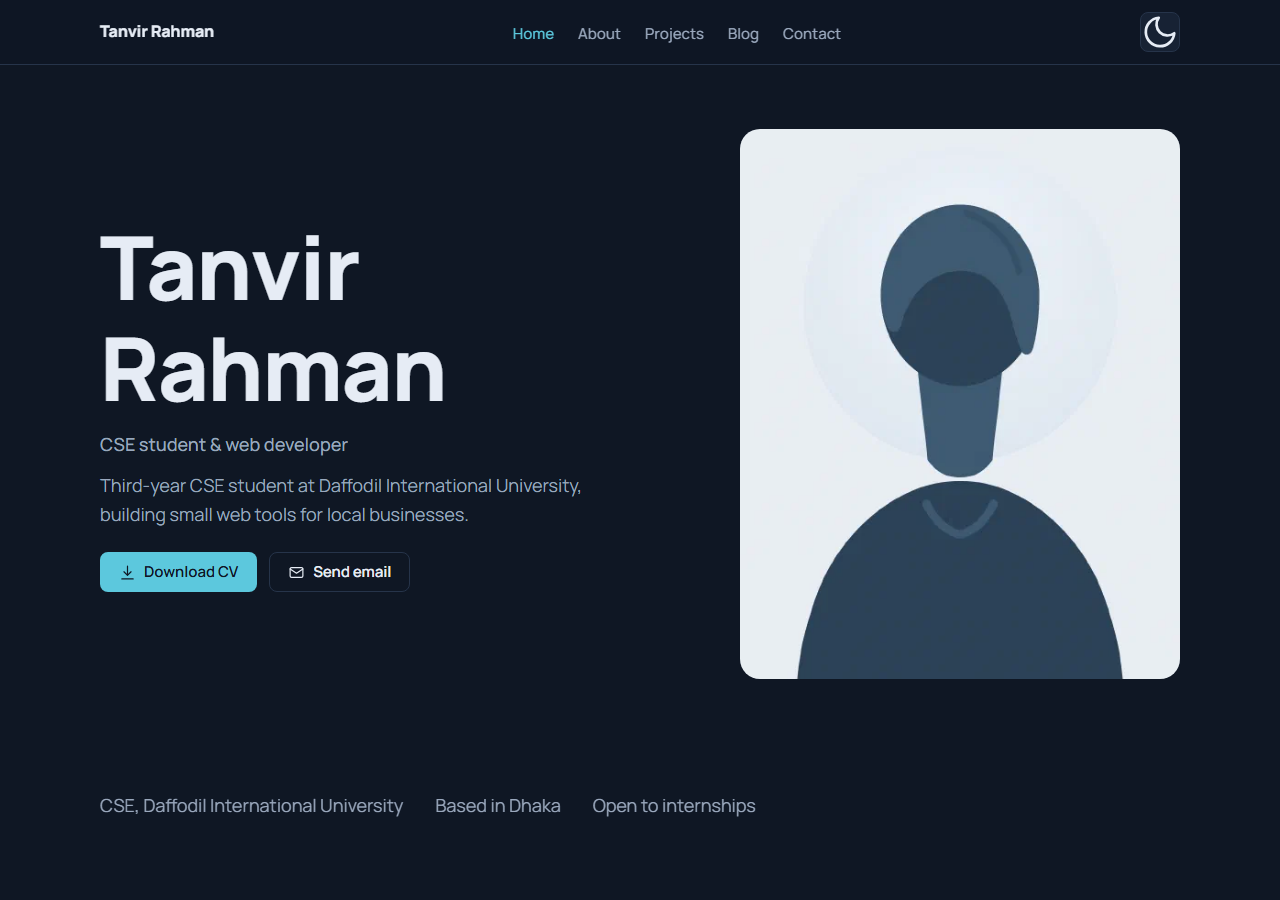 Tanvir Rahman
Home About Projects Blog Contact
Tanvir
Rahman
CSE student & web developer
Third-year CSE student at Daffodil International University,
building small web tools for local businesses.
Download CV Send email
CSE, Daffodil International University Based in Dhaka Open to internships